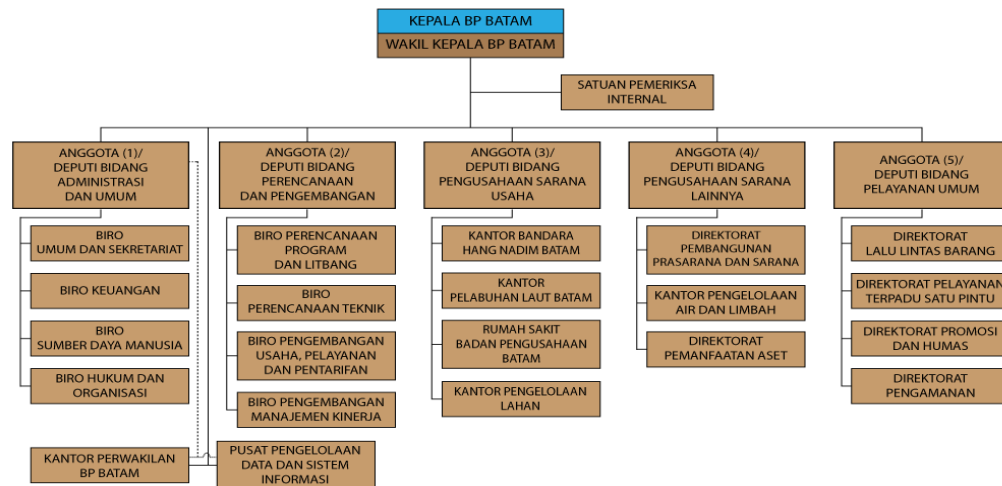 KEPALA BP BATAM
WAKIL KEPALA BP BATAM
SATUAN PEMERIKSA
INTERNAL
ANGGOTA (1)/
DEPUTI BIDANG
ADMINISTRASI
DAN UMUM
BIRO
UMUM DAN SEKRETARIAT
BIRO KEUANGAN
BIRO
SUMBER DAYA MANUSIA
BIRO HUKUM DAN
ORGANISASI
ANGGOTA (2)/
DEPUTI BIDANG
PERENCANAAN
DAN PENGEMBANGAN
BIRO PERENCANAAN
PROGRAM
DAN LITBANG
BIRO
PERENCANAAN TEKNIK
BIRO PENGEMBANGAN
USAHA, PELAYANAN
DAN PENTARIFAN
BIRO PENGEMBANGAN
MANAJEMEN KINERJA
ANGGOTA (3)/
DEPUTI BIDANG
PENGUSAHAAN SARANA
USAHA
KANTOR BANDARA
HANG NADIM BATAM
KANTOR
PELABUHAN LAUT BATAM
RUMAH SAKIT
BADAN PENGUSAHAAN
BATAM
KANTOR PENGELOLAAN
LAHAN
ANGGOTA (4)/
DEPUTI BIDANG
PENGUSAHAAN SARANA
LAINNYA
DIREKTORAT
PEMBANGUNAN
PRASARANA DAN SARANA
KANTOR PENGELOLAAN
AIR DAN LIMBAH
DIREKTORAT
PEMANFAATAN ASET
ANGGOTA (5)/
DEPUTI BIDANG
PELAYANAN UMUM
DIREKTORAT
LALU LINTAS BARANG
DIREKTORAT PELAYANAN
TERPADU SATU PINTU
DIREKTORAT PROMOSI
DAN HUMAS
DIREKTORAT
PENGAMANAN
KANTOR PERWAKILAN
BP BATAM
PUSAT PENGELOLAAN
DATA DAN SISTEM
INFORMASI